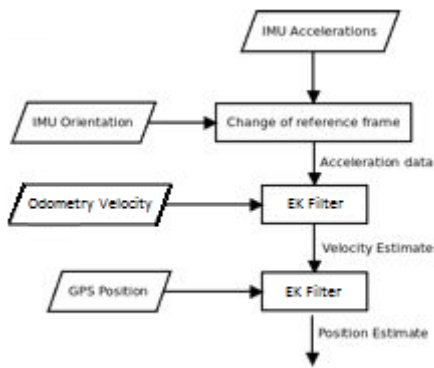 IMU Accelerations
IMU Orientation
Change of reference frame
Acceleration data
Odometry Velocity
EK Filter
Velocity Estimate
GPS Position
EK Filter
Position Estimate